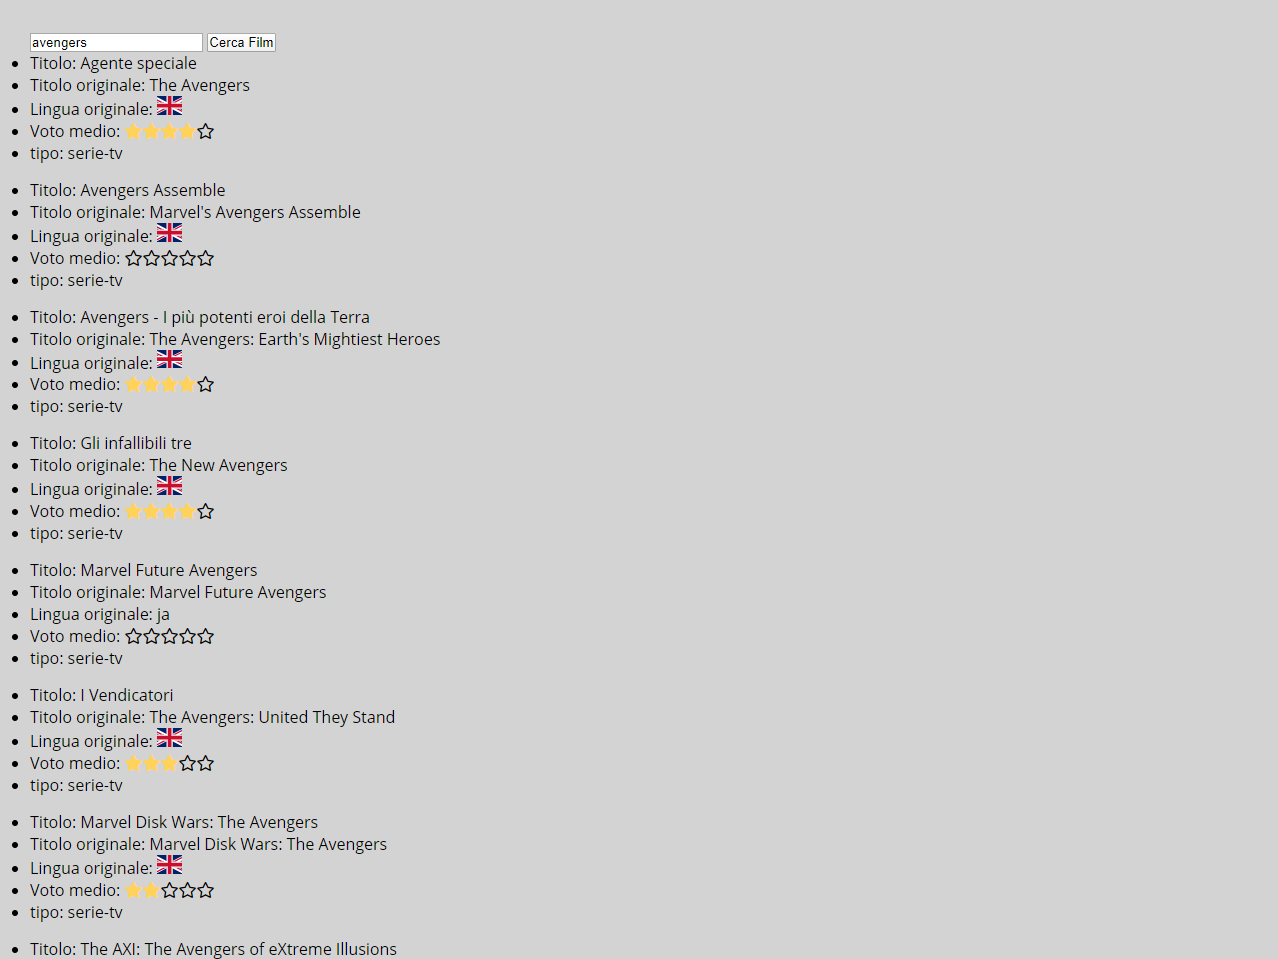 avengers Cerca Film
Titolo: Agente speciale
Titolo originale: The Avengers
Lingua originale:
Voto medio:
tipo: serie-tv
Titolo: Avengers Assemble
Titolo originale: Marvel's Avengers Assemble
Lingua originale:
Voto medio:
tipo: serie-tv
Titolo: Avengers - I più potenti eroi della Terra
Titolo originale: The Avengers: Earth's Mightiest Heroes
Lingua originale:
Voto medio:
tipo: serie-tv
Titolo: Gli infallibili tre
Titolo originale: The New Avengers
Lingua originale:
Voto medio:
tipo: serie-tv
Titolo: Marvel Future Avengers
Titolo originale: Marvel Future Avengers
Lingua originale: ja
Voto medio:
tipo: serie-tv
Titolo: I Vendicatori
Titolo originale: The Avengers: United They Stand
Lingua originale:
Voto medio:
tipo: serie-tv
Titolo: Marvel Disk Wars: The Avengers
Titolo originale: Marvel Disk Wars: The Avengers
Lingua originale:
Voto medio:
tipo: serie-tv
Titolo: The AXI: The Avengers of eXtreme Illusions